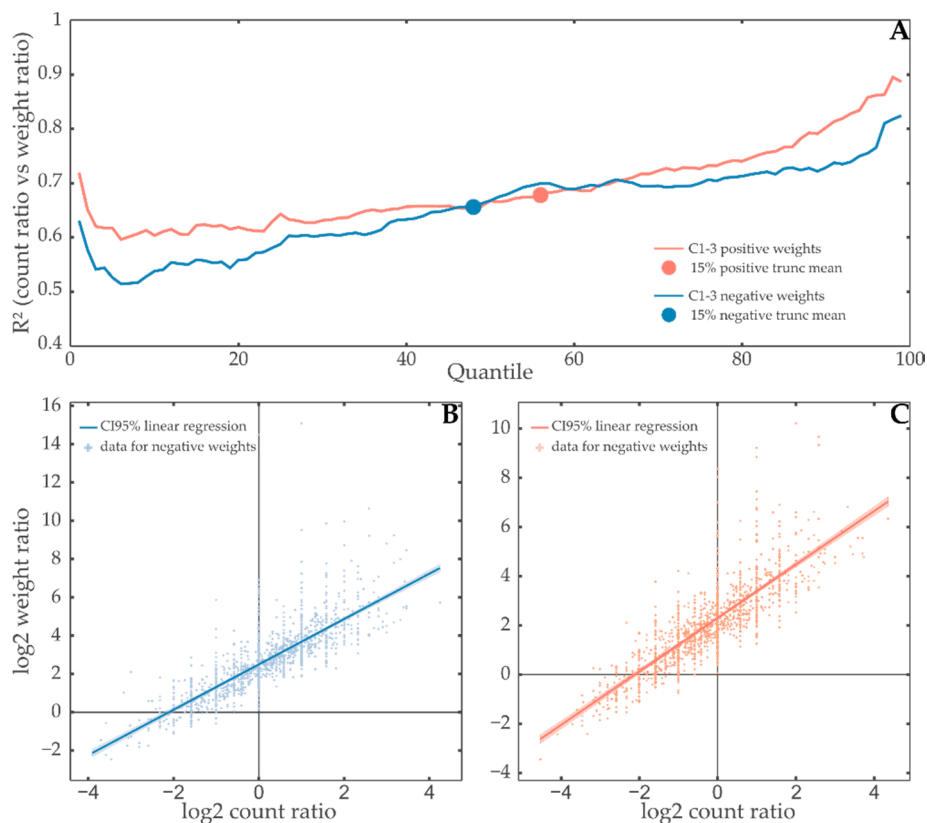 A
R² (count ratio vs weight ratio)
1
0.9
0.8
0.7
0.6
0.5
0.4
0
20
40
60
80
100
Quantile
C1-3 positive weights
15% positive trunc mean
C1-3 negative weights
15% negative trunc mean
B
log2 weight ratio
16
14
12
10
8
6
4
2
0
−2
−4
−2
0
2
4
log2 count ratio
CI95% linear regression
data for negative weights
C
10
8
6
4
2
0
−2
−4
−4
−2
0
2
4
log2 count ratio
CI95% linear regression
data for negative weights